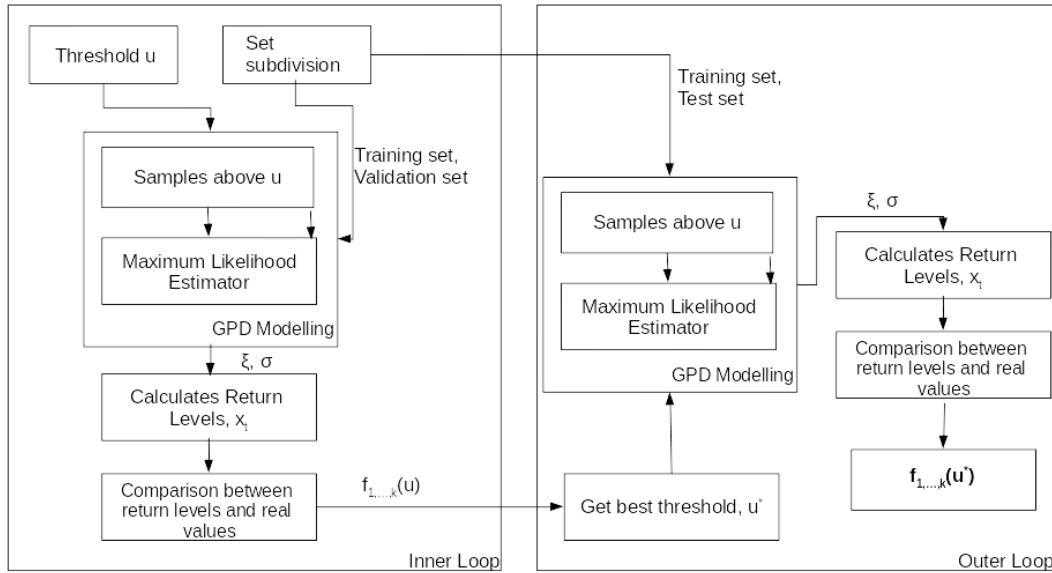 Threshold u
Set
subdivision
Training set,
Validation set
Samples above u
Maximum Likelihood
Estimator
GPD Modelling
ξ, σ
Calculates Return
Levels, xₜ
Comparison between
return levels and real
values
f₁,...,ₖ(u)
Inner Loop
Training set,
Test set
Samples above u
Maximum Likelihood
Estimator
GPD Modelling
Get best threshold, u*
ξ, σ
Calculates Return
Levels, xₜ
Comparison between
return levels and real
values
f₁,...,ₖ(u*)
Outer Loop